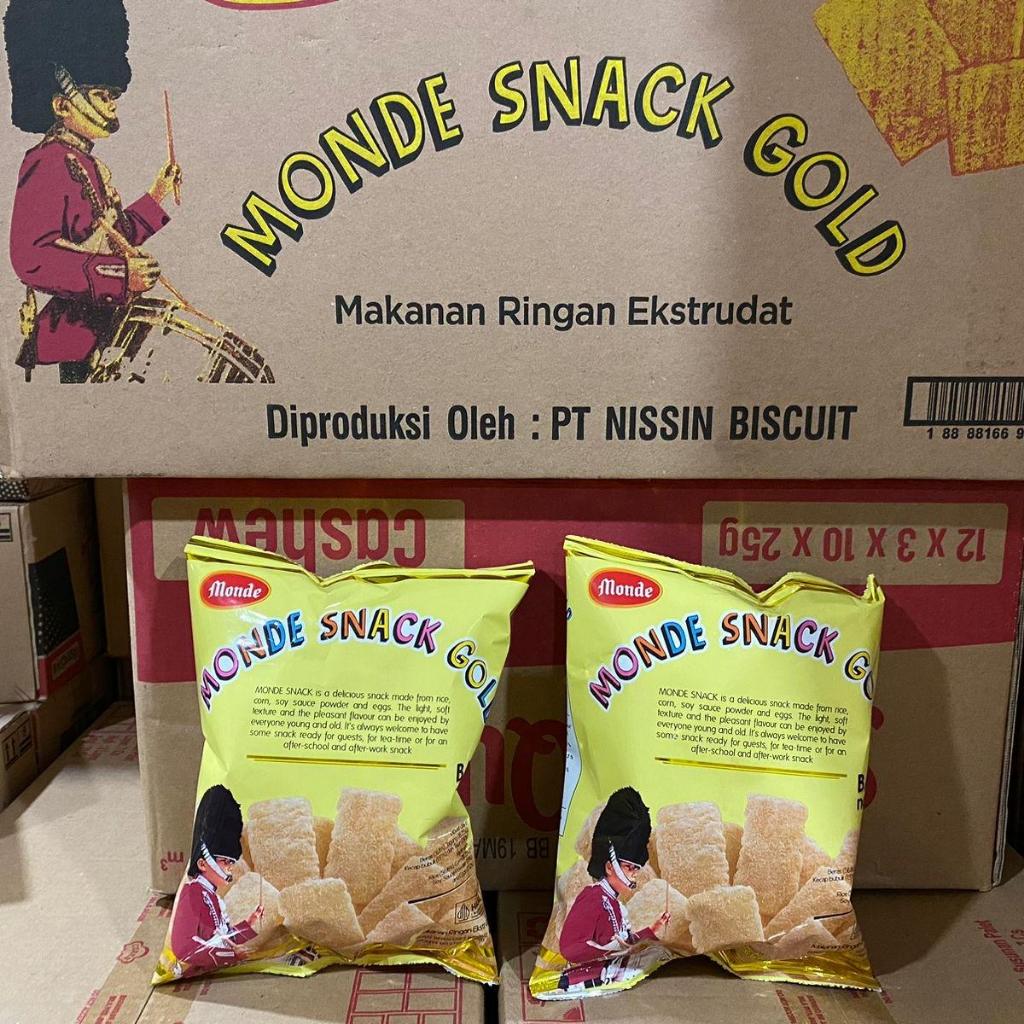 Monde
MONDE SNACK GOLD
Makanan Ringan Ekstrudat
Diproduksi Oleh : PT NISSIN BISCUIT
1 88 88166 9
cashew
12 x 3 x 10 x 25g
Monde
MONDE SNACK GOL
MONDE SNACK is a delicious snack made from rice,
corn, soy sauce powder and eggs. The light, soft
texture and the pleasant flavour can be enjoyed by
everyone young and old. It's always welcome to have
some snack ready for guests, for tea-time or for an
after-school and after-work snack
Monde
MONDE SNACK GO
MONDE SNACK is a delicious snack made from rice,
corn, soy sauce powder and eggs. The light, soft
texture and the pleasant flavour can be enjoyed by
everyone young and old. It's always welcome to have
some snack ready for guests, for tea-time or for an
after-school and after-work snack
BB 19MA
m³